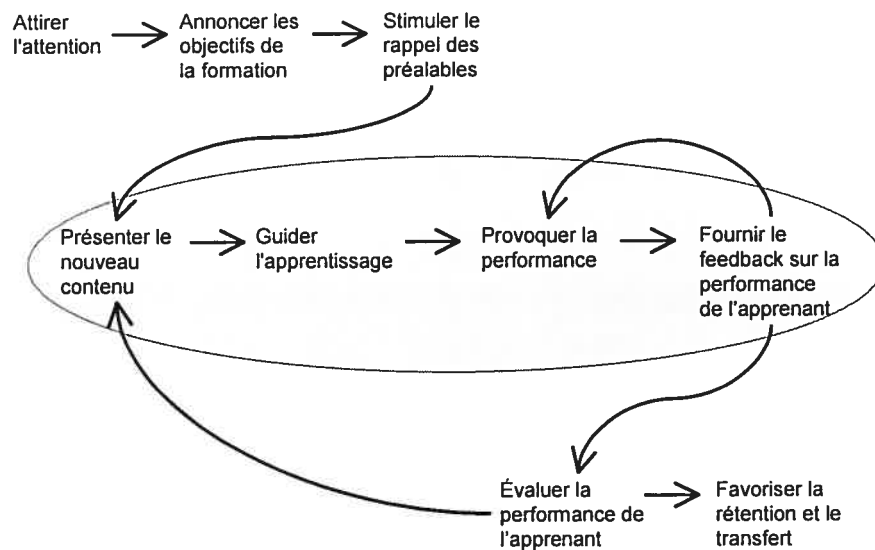 Attirer
l'attention
Annoncer les
objectifs de
la formation
Stimuler le
rappel des
préalables
Présenter le
nouveau
contenu
Guider
l'apprentissage
Provoquer la
performance
Fournir le
feedback sur la
performance
de l'apprenant
Évaluer la
performance de
l'apprenant
Favoriser la
rétention et le
transfert